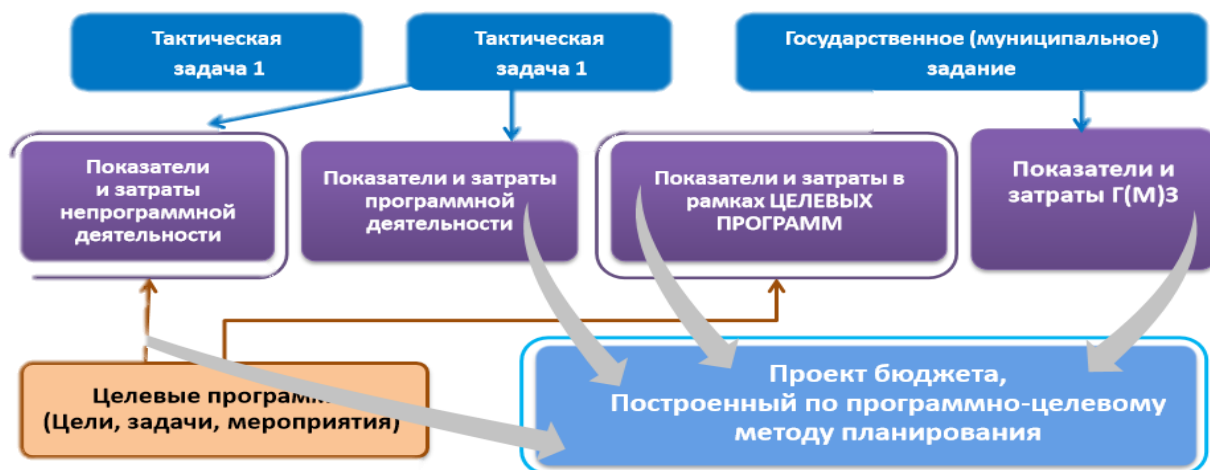 Тактическая
задача 1
Тактическая
задача 1
Государственное (муниципальное)
задание
Показатели
и затраты
непрограммной
деятельности
Показатели и затраты
программной
деятельности
Показатели и затраты в
рамках ЦЕЛЕВЫХ
ПРОГРАММ
Показатели и
затраты Г(М)З
Целевые
(Цели, задачи, мероприятия)
Проект бюджета,
Построенный по программно-целевому
методу планирования